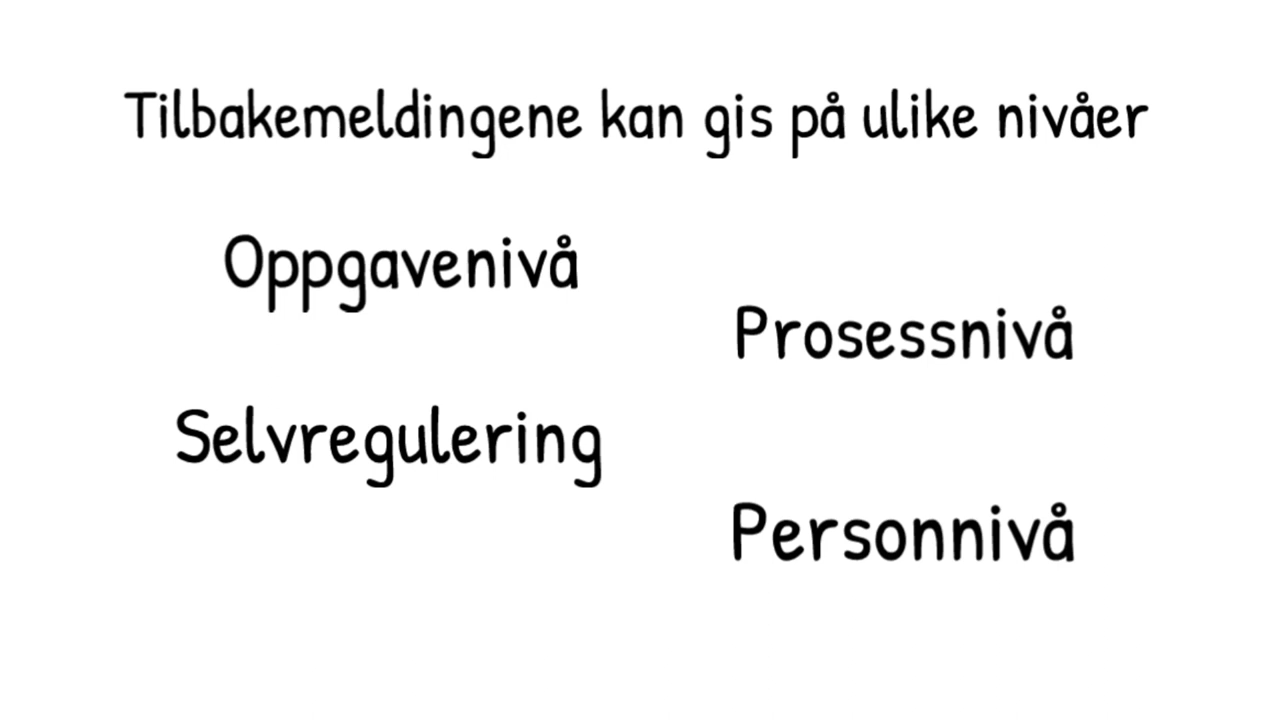 Tilbakemeldingene kan gis på ulike nivåer
Oppgavenivå
Prosessnivå
Selvregulering
Personnivå